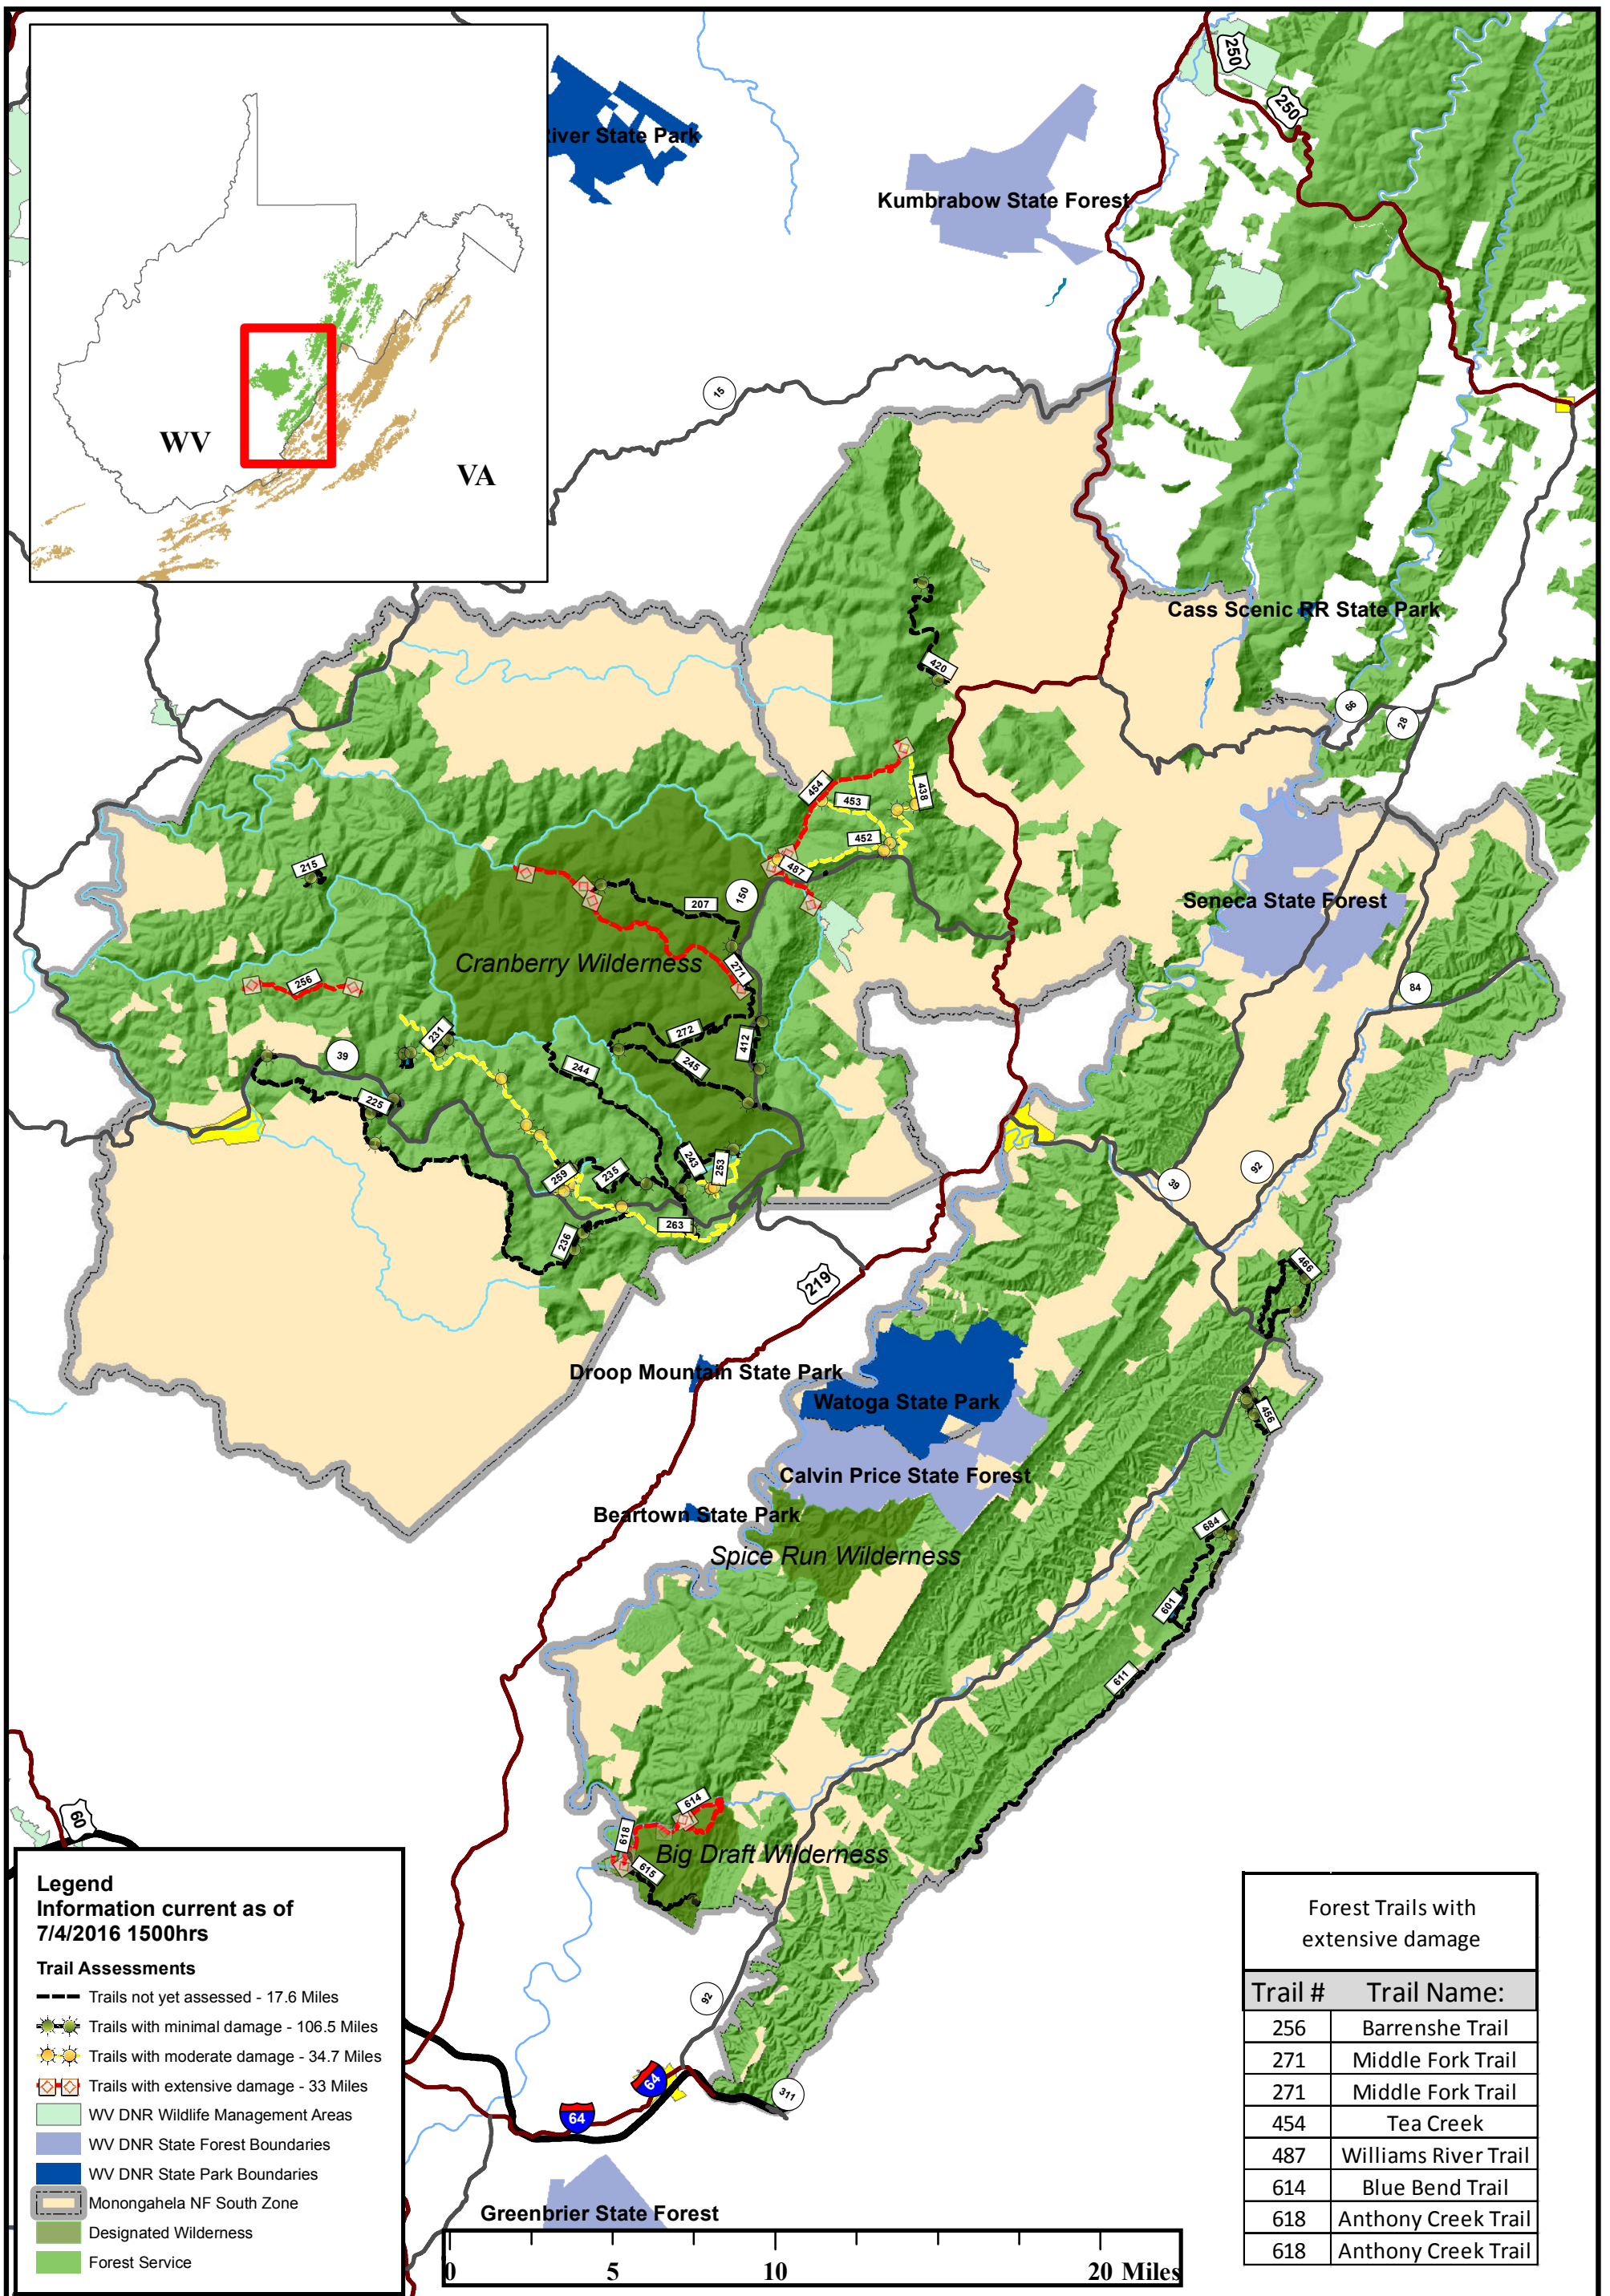 WV
VA
River State Park
Kumbrabow State Forest
250
250
15
420
Cass Scenic RR State Park
66
28
454
453
438
452
487
215
207
150
Seneca State Forest
Cranberry Wilderness
271
256
84
231
39
272
412
244
245
225
243
253
259
235
263
236
39
92
219
466
Droop Mountain State Park
Watoga State Park
456
Calvin Price State Forest
Beartown State Park
Spice Run Wilderness
684
601
611
614
618
Big Draft Wilderness
615
60
92
64
64
311
Greenbrier State Forest
0 5 10 20 Miles
Legend
Information current as of
7/4/2016 1500hrs
Trail Assessments
Trails not yet assessed - 17.6 Miles
Trails with minimal damage - 106.5 Miles
Trails with moderate damage - 34.7 Miles
Trails with extensive damage - 33 Miles
WV DNR Wildlife Management Areas
WV DNR State Forest Boundaries
WV DNR State Park Boundaries
Monongahela NF South Zone
Designated Wilderness
Forest Service
Forest Trails with
extensive damage
Trail # Trail Name:
256 Barrenshe Trail
271 Middle Fork Trail
271 Middle Fork Trail
454 Tea Creek
487 Williams River Trail
614 Blue Bend Trail
618 Anthony Creek Trail
618 Anthony Creek Trail